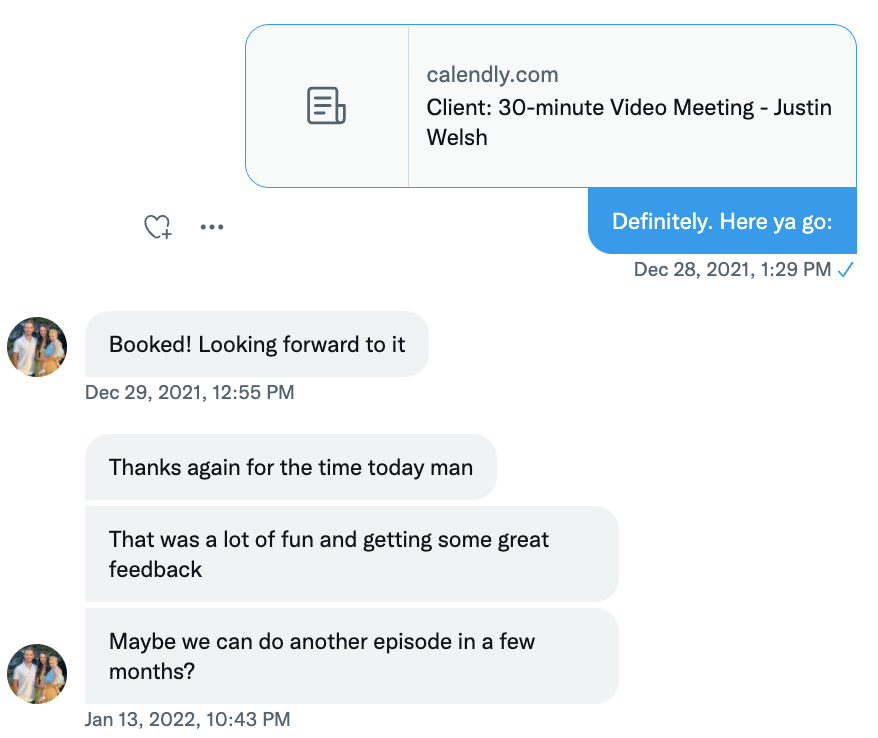 calendly.com
Client: 30-minute Video Meeting - Justin
Welsh
Definitely. Here ya go:
Dec 28, 2021, 1:29 PM
Booked! Looking forward to it
Dec 29, 2021, 12:55 PM
Thanks again for the time today man
That was a lot of fun and getting some great
feedback
Maybe we can do another episode in a few
months?
Jan 13, 2022, 10:43 PM